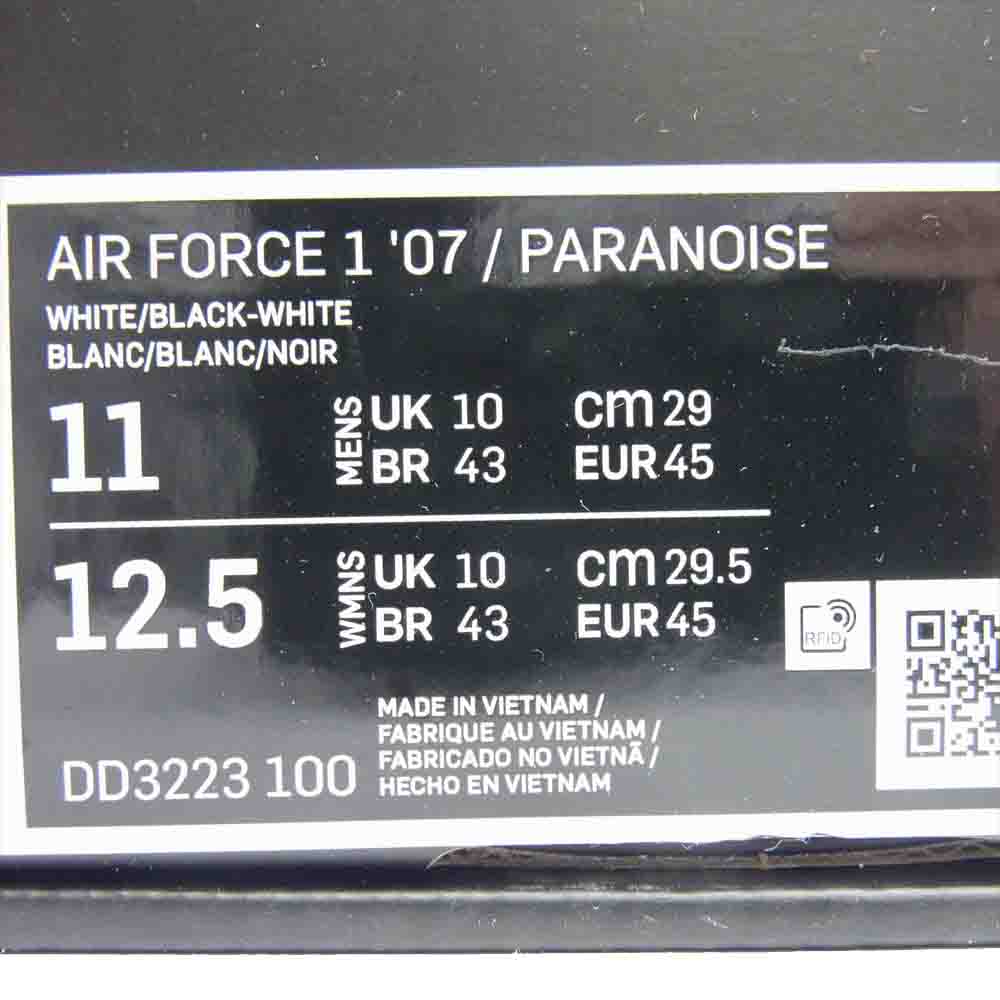 AIR FORCE 1 '07 / PARANOISE
WHITE/BLACK-WHITE
BLANC/BLANC/NOIR
11 MENS UK 10 cm 29
BR 43 EUR 45
12.5 WMNS UK 10 cm 29.5
BR 43 EUR 45
RFID
MADE IN VIETNAM /
FABRIQUE AU VIETNAM /
FABRICADO NO VIETNÃ /
HECHO EN VIETNAM
DD3223 100